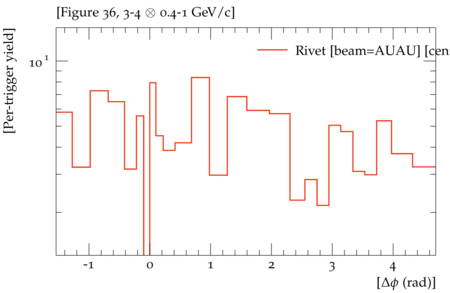 [Figure 36, 3-4 ⊗ 0.4-1 GeV/c]
[Per-trigger yield]
10¹
1
Rivet [beam=AUAU] [cen
-1 0 1 2 3 4
[Δϕ (rad)]